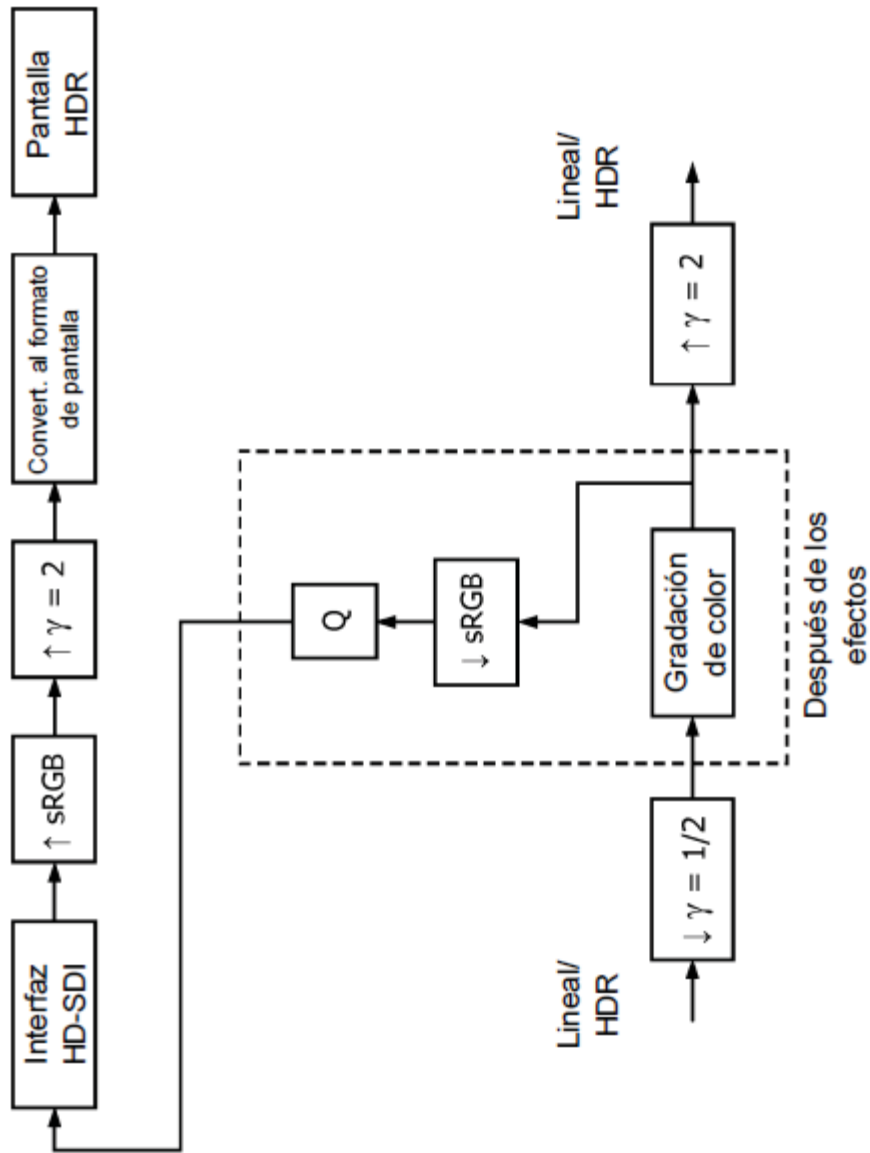 Interfaz
HD-SDI
↑ sRGB
↑ γ = 2
Convert. al formato
de pantalla
Pantalla
HDR
Q
↓ sRGB
Lineal/
HDR
↓ γ = 1/2
Gradación
de color
↑ γ = 2
Lineal/
HDR
Después de los
efectos